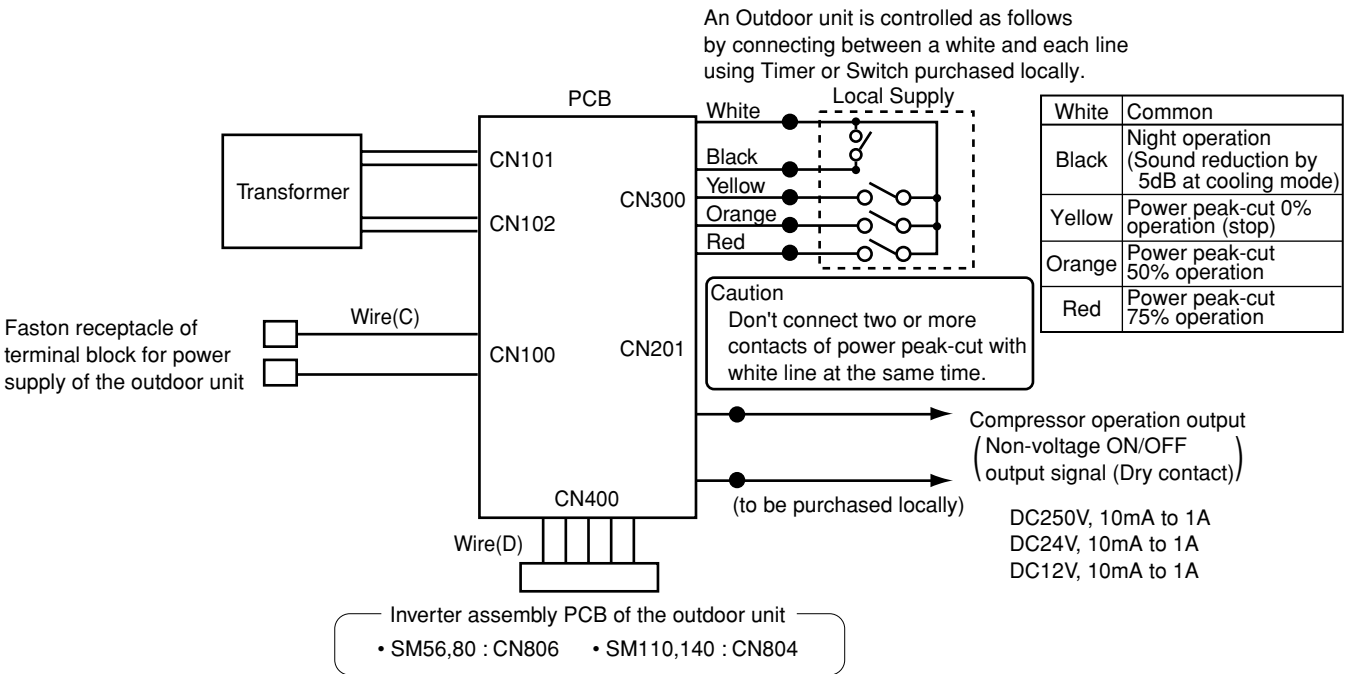 An Outdoor unit is controlled as follows
by connecting between a white and each line
using Timer or Switch purchased locally.
Local Supply
PCB
White
Black
Yellow
Orange
Red
CN101
CN102
CN300
Transformer
White Common
Black Night operation
(Sound reduction by
5dB at cooling mode)
Yellow Power peak-cut 0%
operation (stop)
Orange Power peak-cut
50% operation
Red Power peak-cut
75% operation
Caution
Don't connect two or more
contacts of power peak-cut with
white line at the same time.
Faston receptacle of
terminal block for power
supply of the outdoor unit
Wire(C)
CN100
CN201
Compressor operation output
(Non-voltage ON/OFF
output signal (Dry contact))
(to be purchased locally)
DC250V, 10mA to 1A
DC24V, 10mA to 1A
DC12V, 10mA to 1A
CN400
Wire(D)
Inverter assembly PCB of the outdoor unit
• SM56,80 : CN806 • SM110,140 : CN804